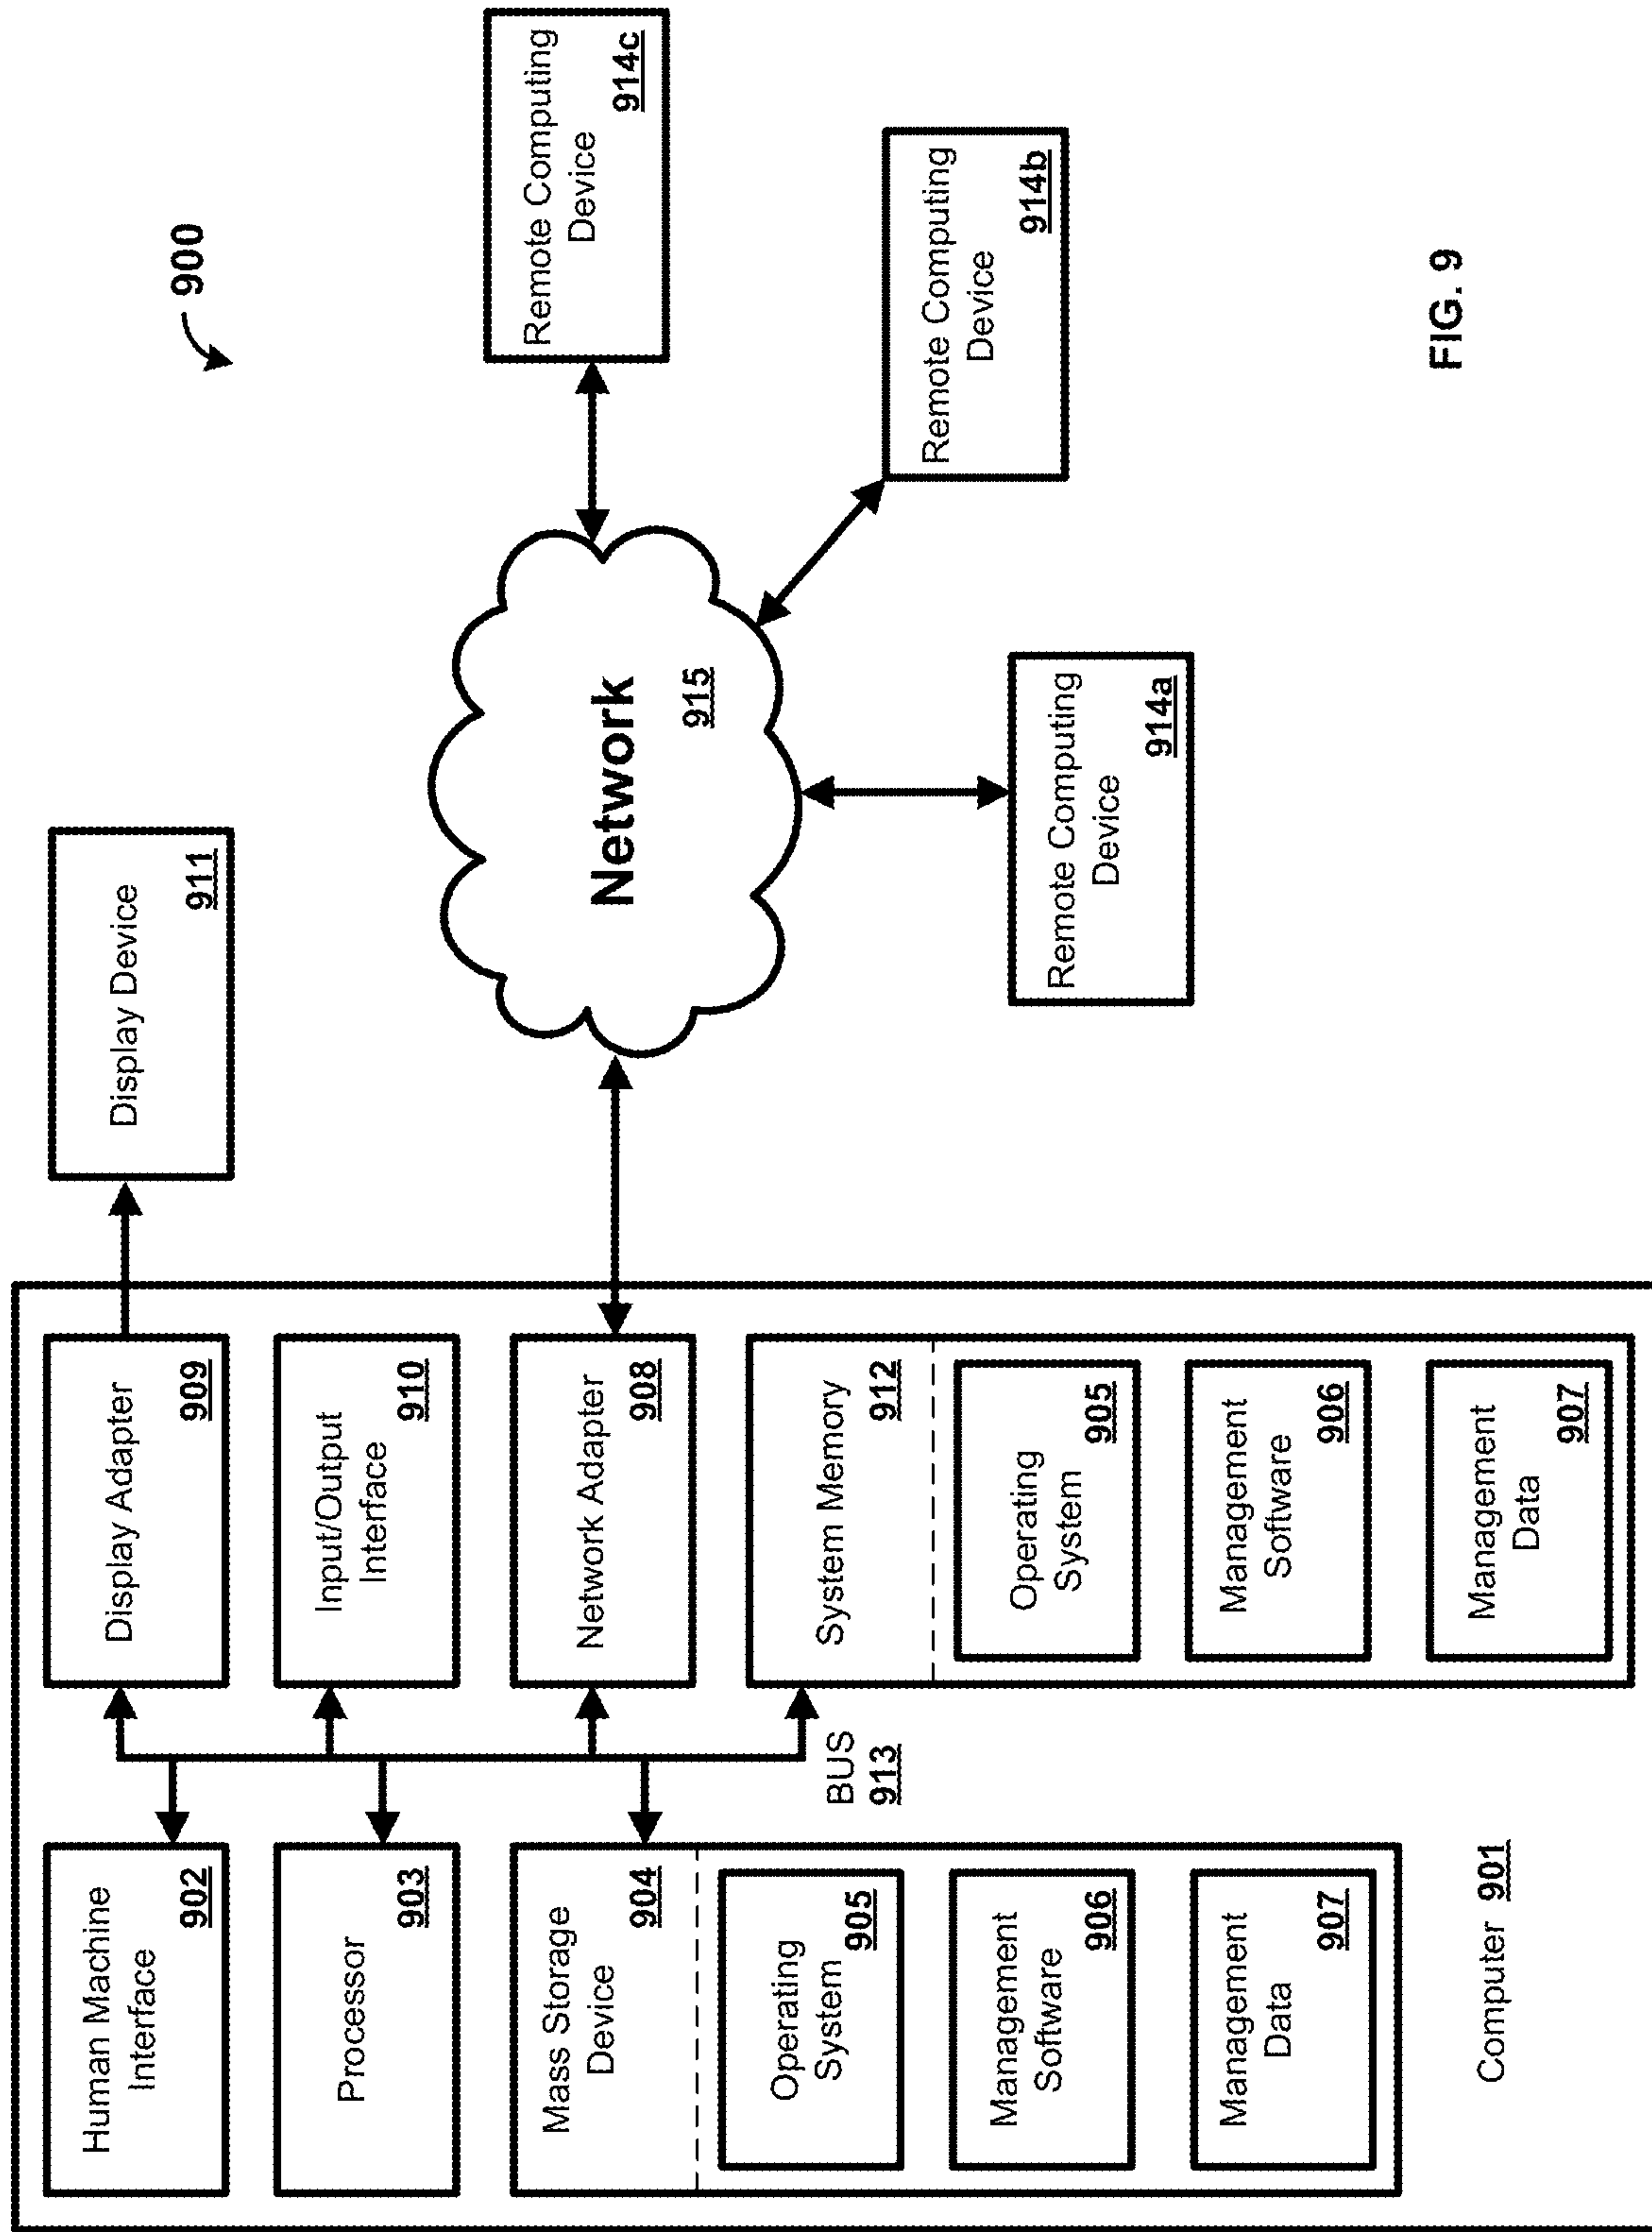 900
Human Machine
Interface
902
Processor
903
Mass Storage
Device
904
Operating
System
905
Management
Software
906
Management
Data
907
Computer 901
BUS
913
Display Adapter
909
Input/Output
Interface
910
Network Adapter
908
System Memory
912
Operating
System
905
Management
Software
906
Management
Data
907
Display Device
911
Network
915
Remote Computing
Device
914a
Remote Computing
Device
914b
Remote Computing
Device
914c
FIG. 9